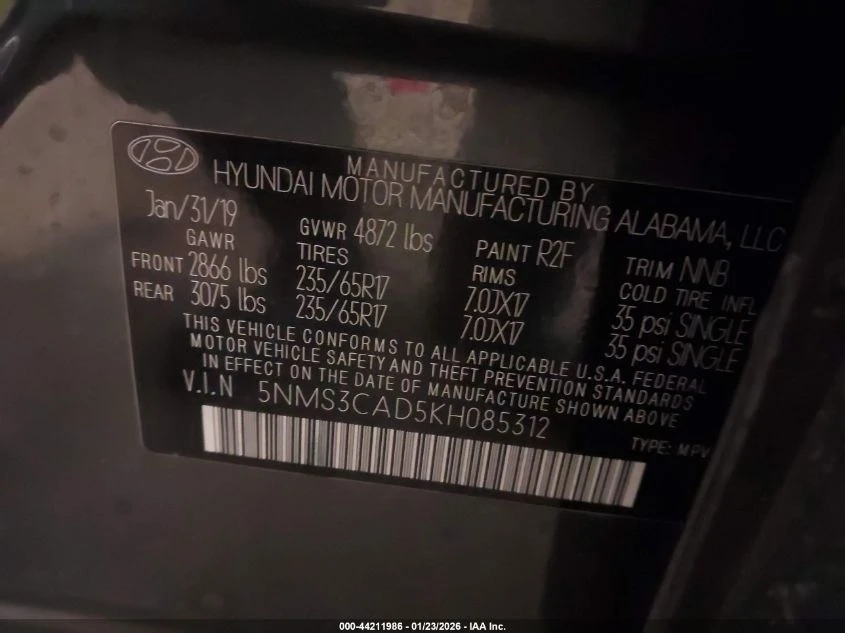 MANUFACTURED BY
HYUNDAI MOTOR MANUFACTURING ALABAMA, LLC
Jan/31/19
GAWR GVWR 4872 lbs PAINT R2F TRIM NNB
TIRES RIMS COLD TIRE INFL
FRONT 2866 lbs 235/65R17 7.0JX17 35 psi SINGLE
REAR 3075 lbs 235/65R17 7.0JX17 35 psi SINGLE
THIS VEHICLE CONFORMS TO ALL APPLICABLE U.S. FEDERAL
MOTOR VEHICLE SAFETY AND THEFT PREVENTION STANDARDS
IN EFFECT ON THE DATE OF MANUFACTURE SHOWN ABOVE
V.I.N 5NMS3CAD5KH085312
TYPE: MPV
000-44211986 - 01/23/2026 - IAA Inc.